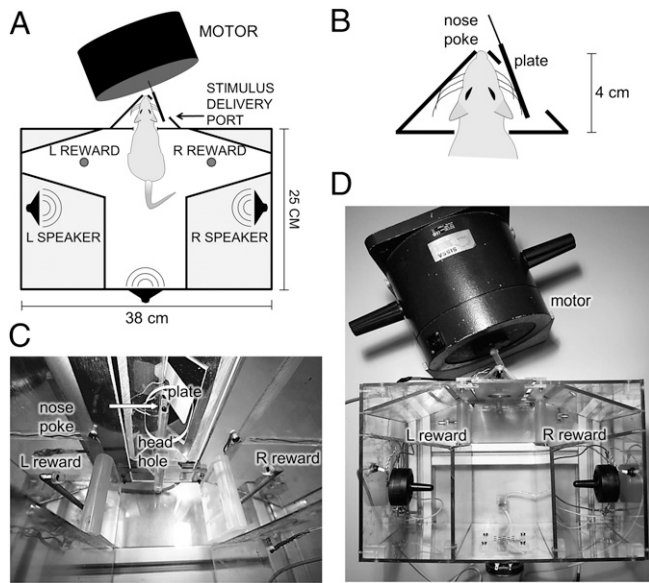 A
MOTOR
STIMULUS
DELIVERY
PORT
L REWARD
R REWARD
L SPEAKER
R SPEAKER
25 CM
38 cm
B
nose
poke
plate
4 cm
C
plate
nose
poke
head
hole
L reward
R reward
D
motor
L reward
R reward